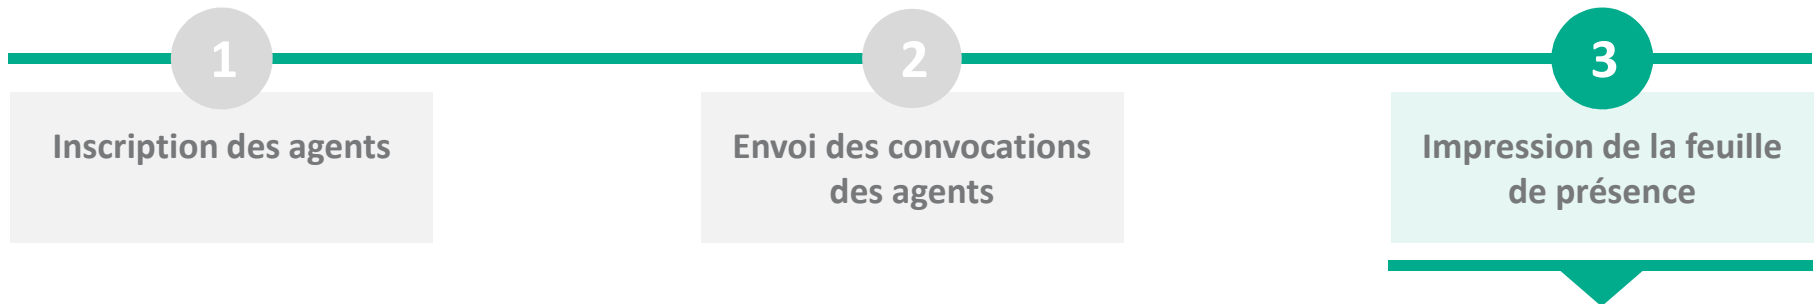 1
Inscription des agents
2
Envoi des convocations
des agents
3
Impression de la feuille
de présence